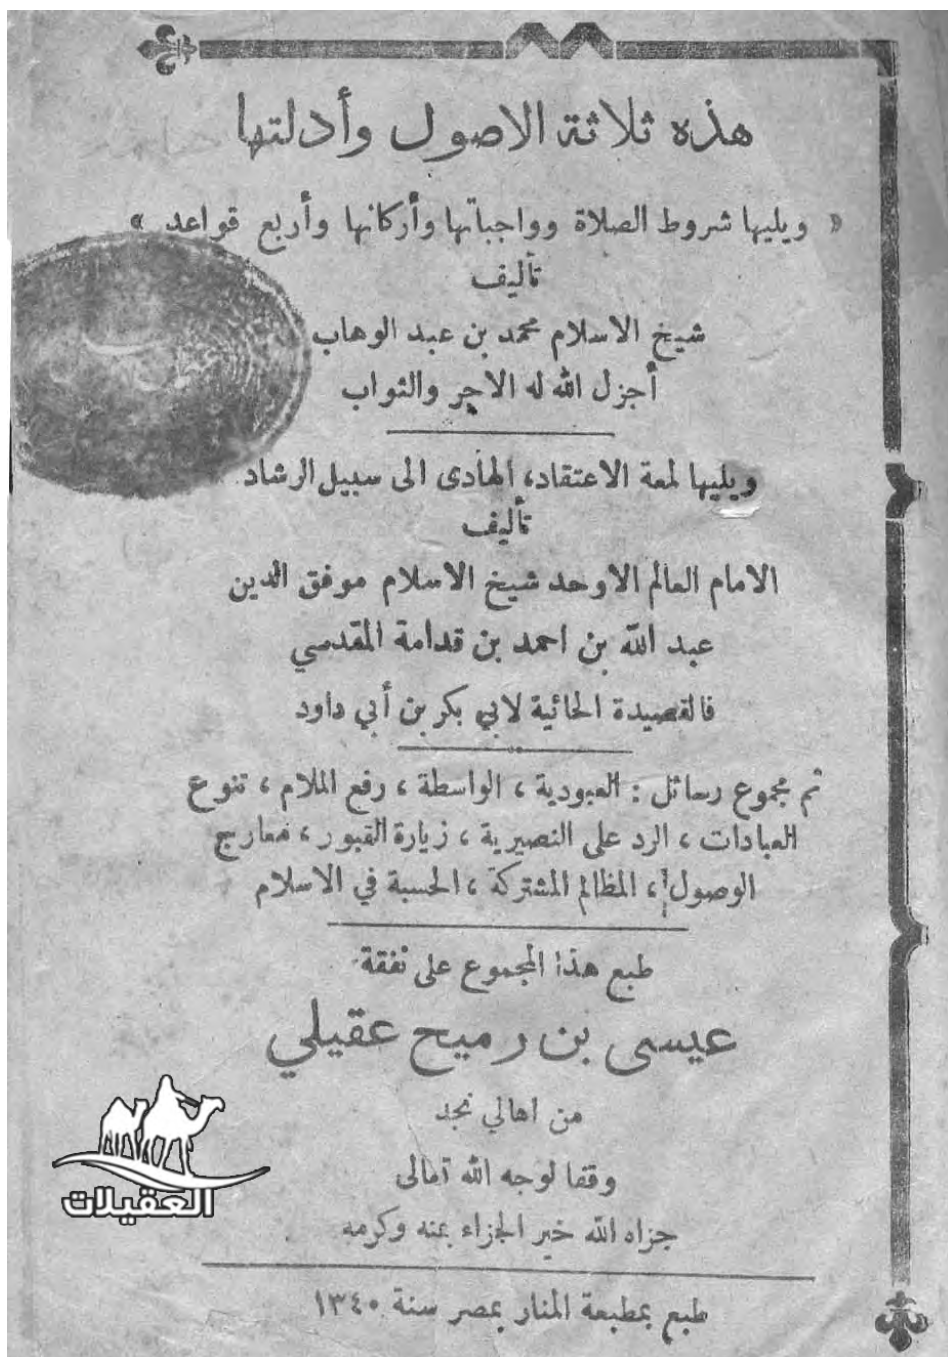 هذه ثلاثة الاصول وأدلتها
« ويليها شروط الصلاة وواجباتها وأركانها وأربع قواعد »
تأليف
شيخ الاسلام محمد بن عبد الوهاب
أجزل الله له الاجر والثواب
ويليها لمعة الاعتقاد، الهادى الى سبيل الرشاد
تأليف
الامام العالم الاوحد شيخ الاسلام موفق الدين
عبد الله بن احمد بن قدامة المقدسي
فالقصيدة الحائية لابي بكر بن أبي داود
ثم مجموع رسائل : العبودية ، الواسطة ، رفع الملام ، تنوع
العبادات ، الرد على النصيرية ، زيارة القبور ، معارج
الوصول ، المظالم المشتركة ، الحسبة في الاسلام
طبع هذا المجموع على نفقة
عيسى بن رميح عقيلي
من اهالي نجد
وقفا لوجه الله تعالى
جزاه الله خير الجزاء بمنه وكرمه
طبع بمطبعة المنار بمصر سنة ١٣٤٠
العقيلات